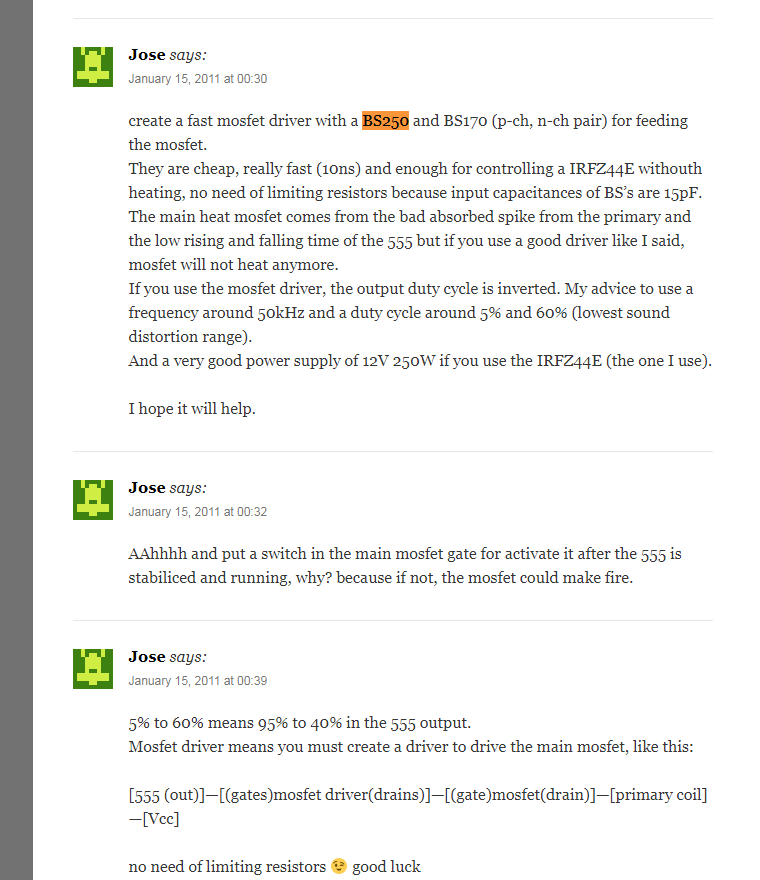 Jose says:
January 15, 2011 at 00:30
create a fast mosfet driver with a BS250 and BS170 (p-ch, n-ch pair) for feeding
the mosfet.
They are cheap, really fast (10ns) and enough for controlling a IRFZ44E withouth
heating, no need of limiting resistors because input capacitances of BS’s are 15pF.
The main heat mosfet comes from the bad absorbed spike from the primary and
the low rising and falling time of the 555 but if you use a good driver like I said,
mosfet will not heat anymore.
If you use the mosfet driver, the output duty cycle is inverted. My advice to use a
frequency around 50kHz and a duty cycle around 5% and 60% (lowest sound
distortion range).
And a very good power supply of 12V 250W if you use the IRFZ44E (the one I use).
I hope it will help.
Jose says:
January 15, 2011 at 00:32
AAhhhh and put a switch in the main mosfet gate for activate it after the 555 is
stabiliced and running, why? because if not, the mosfet could make fire.
Jose says:
January 15, 2011 at 00:39
5% to 60% means 95% to 40% in the 555 output.
Mosfet driver means you must create a driver to drive the main mosfet, like this:
[555 (out)]—[(gates)mosfet driver(drains)]—[(gate)mosfet(drain)]—[primary coil]
—[Vcc]
no need of limiting resistors 😉 good luck